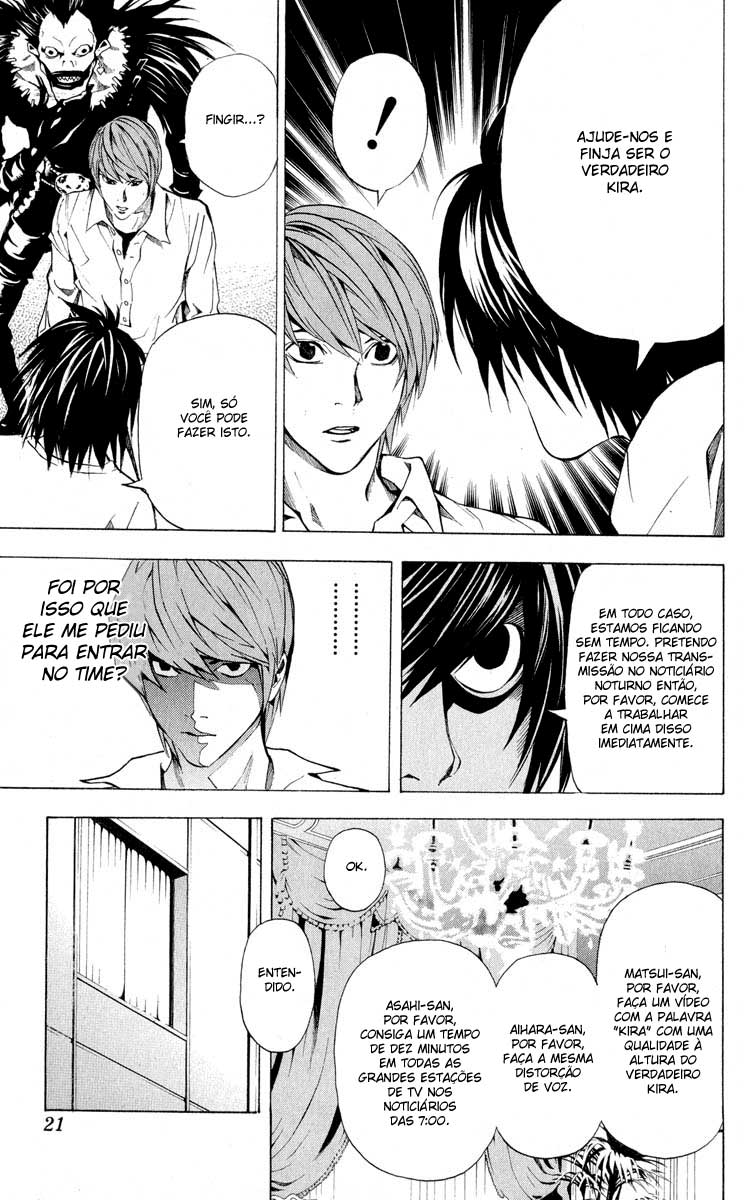 AJUDE-NOS E
FINJA SER O
VERDADEIRO
KIRA.
!
FINGIR...?
SIM, SÓ
VOCÊ PODE
FAZER ISTO.
EM TODO CASO,
ESTAMOS FICANDO
SEM TEMPO. PRETENDO
FAZER NOSSA TRANS-
MISSÃO NO NOTICIÁRIO
NOTURNO ENTÃO,
POR FAVOR, COMECE
A TRABALHAR
EM CIMA DISSO
IMEDIATAMENTE.
..........
FOI POR
ISSO QUE
ELE ME PEDIU
PARA ENTRAR
NO TIME?
MATSUI-SAN,
POR FAVOR,
FAÇA UM VÍDEO
COM A PALAVRA
"KIRA" COM UMA
QUALIDADE À
ALTURA DO
VERDADEIRO
KIRA.
AIHARA-SAN,
POR FAVOR,
FAÇA A MESMA
DISTORÇÃO
DE VOZ.
ASAHI-SAN,
POR FAVOR,
CONSIGA UM TEMPO
DE DEZ MINUTOS
EM TODAS AS
GRANDES ESTAÇÕES
DE TV NOS
NOTICIÁRIOS
DAS 7:00.
OK.
ENTEN-
DIDO.
21